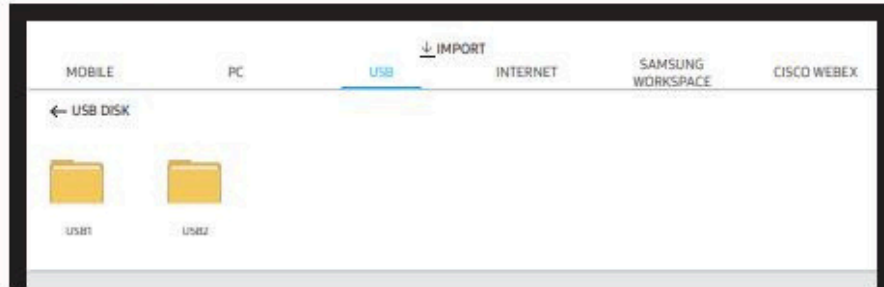 IMPORT
MOBILE PC USB INTERNET SAMSUNG WORKSPACE CISCO WEBEX
← USB DISK
USB1 USB2